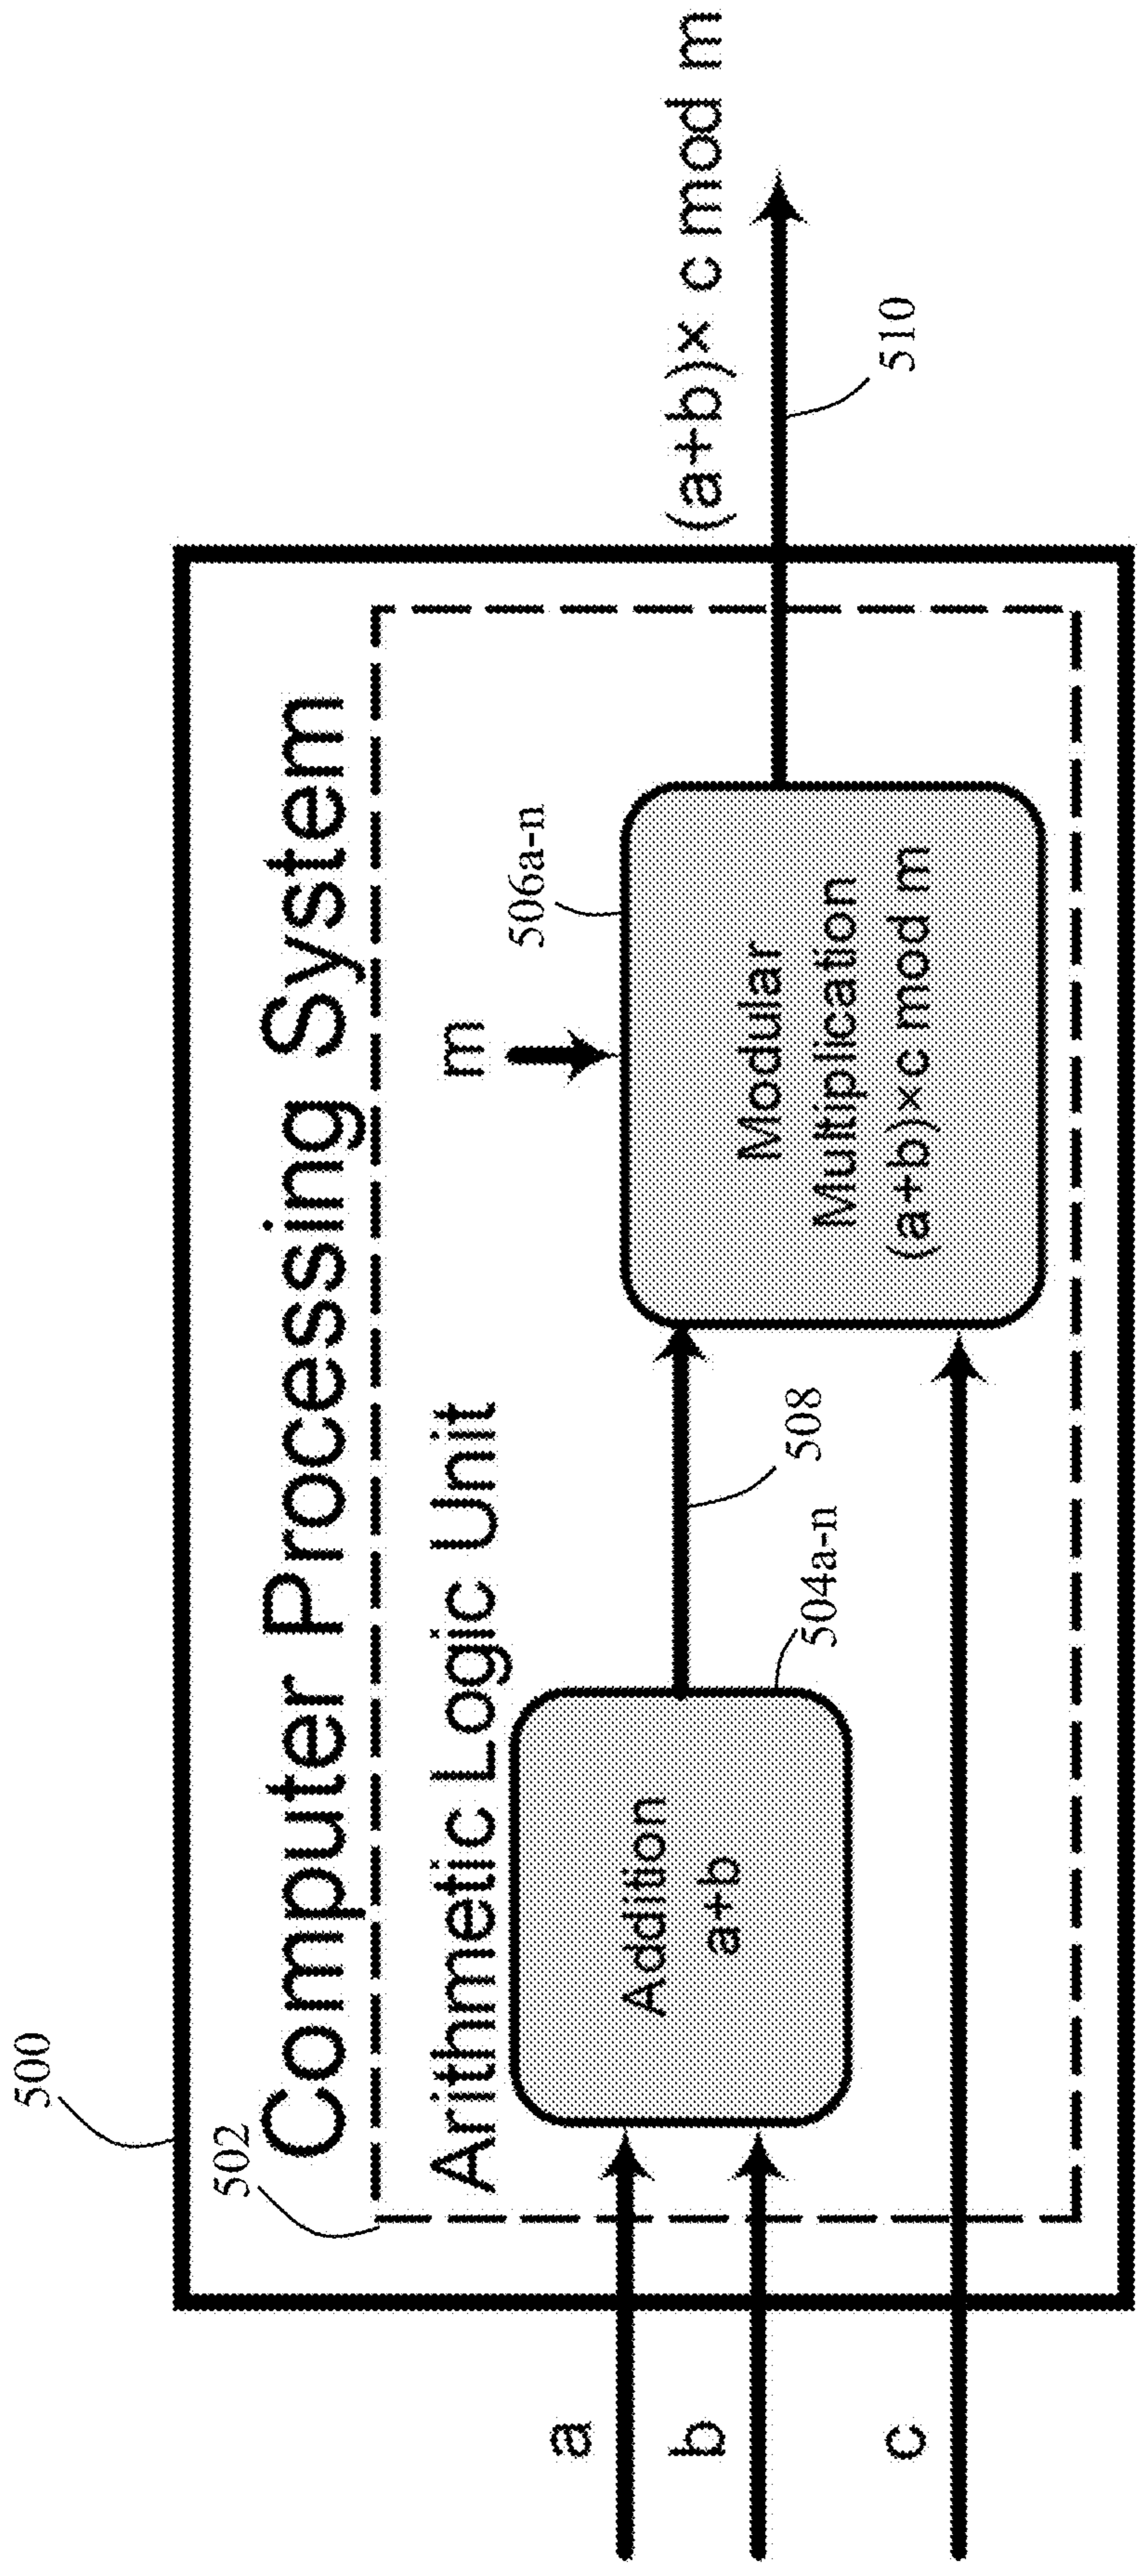 500
502
Computer Processing System
Arithmetic Logic Unit
a
b
c
Addition
a+b
504a-n
508
m
506a-n
Modular
Multiplication
(a+b)×c mod m
(a+b)× c mod m
510